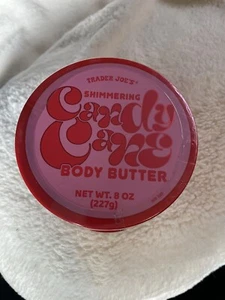 TRADER JOE'S®
SHIMMERING
Candy
Cane
BODY BUTTER
NET WT. 8 OZ
(227g)